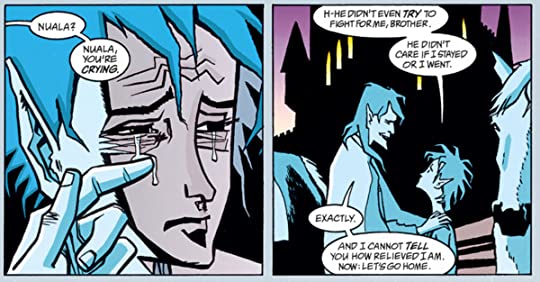 NUALA?
NUALA,
YOU'RE
CRYING.
H-HE DIDN'T EVEN TRY TO
FIGHT FOR ME, BROTHER.
HE DIDN'T
CARE IF I STAYED
OR I WENT.
EXACTLY.
AND I CANNOT TELL
YOU HOW RELIEVED I AM.
NOW: LET'S GO HOME.